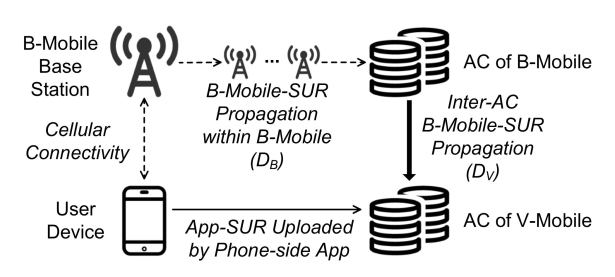 B-Mobile
Base
Station
...
B-Mobile-SUR
Propagation
within B-Mobile
(D_B)
AC of B-Mobile
Cellular
Connectivity
Inter-AC
B-Mobile-SUR
Propagation
(D_V)
User
Device
App-SUR Uploaded
by Phone-side App
AC of V-Mobile